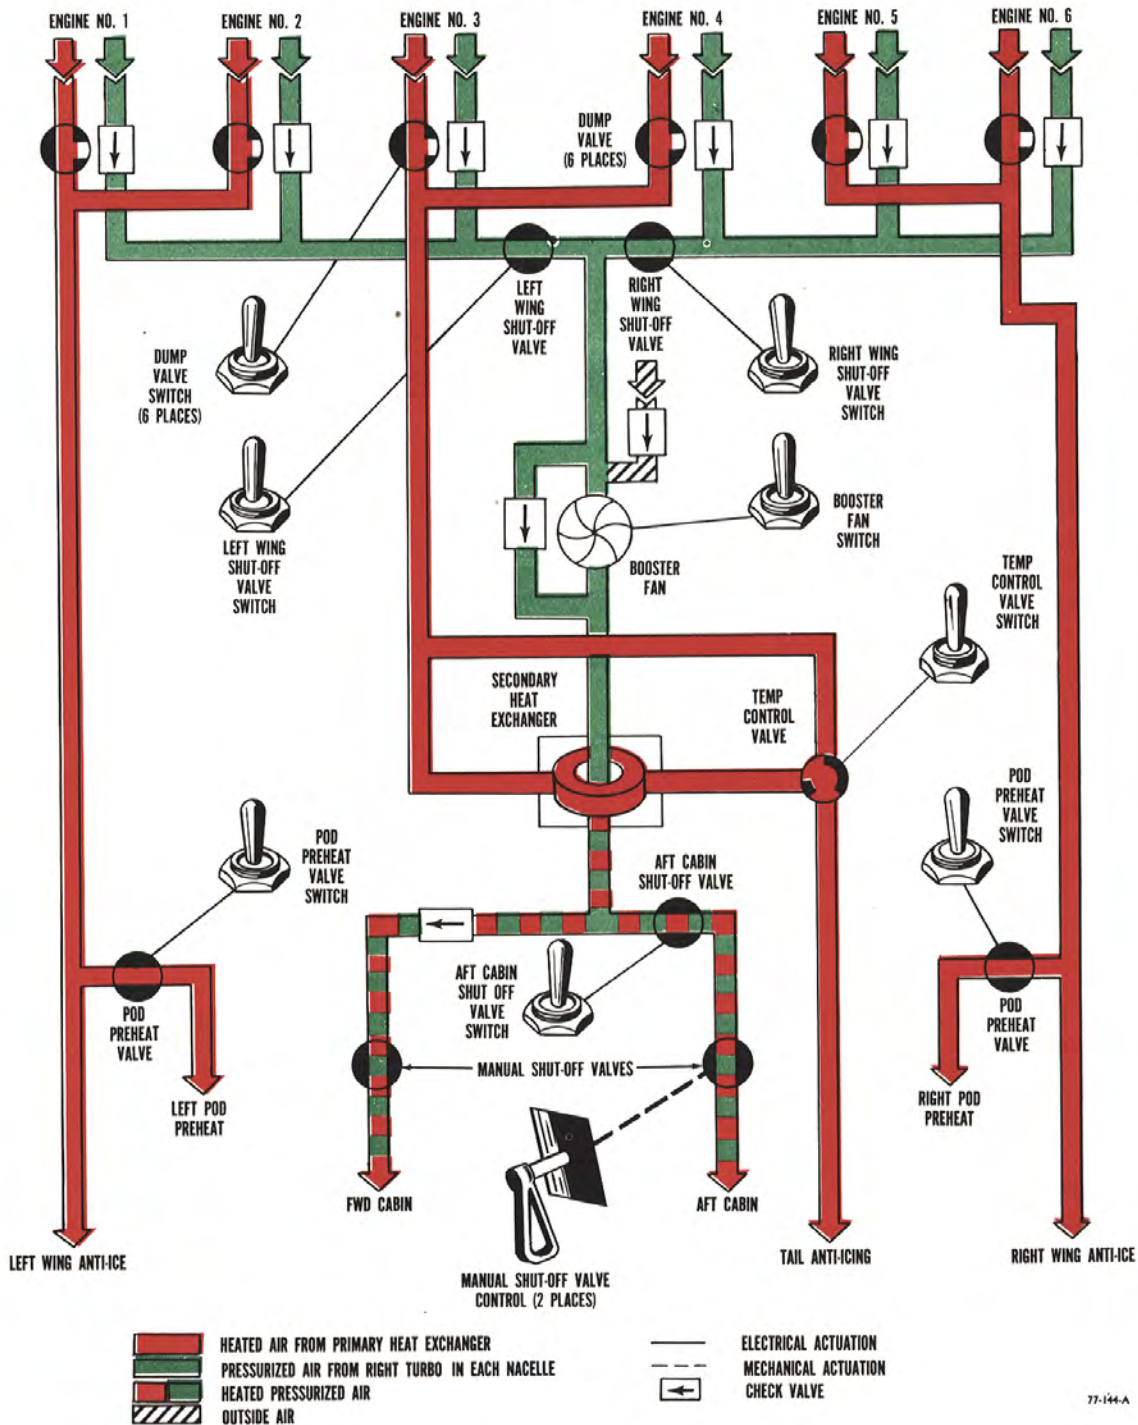 ENGINE NO. 1
ENGINE NO. 2
ENGINE NO. 3
ENGINE NO. 4
ENGINE NO. 5
ENGINE NO. 6
DUMP
VALVE
(6 PLACES)
LEFT
WING
SHUT-OFF
VALVE
RIGHT
WING
SHUT-OFF
VALVE
DUMP
VALVE
SWITCH
(6 PLACES)
RIGHT WING
SHUT-OFF
VALVE
SWITCH
LEFT WING
SHUT-OFF
VALVE
SWITCH
BOOSTER
FAN
SWITCH
BOOSTER
FAN
TEMP
CONTROL
VALVE
SWITCH
SECONDARY
HEAT
EXCHANGER
TEMP
CONTROL
VALVE
POD
PREHEAT
VALVE
SWITCH
POD
PREHEAT
VALVE
SWITCH
AFT CABIN
SHUT-OFF VALVE
AFT CABIN
SHUT OFF
VALVE
SWITCH
POD
PREHEAT
VALVE
POD
PREHEAT
VALVE
MANUAL SHUT-OFF VALVES
LEFT POD
PREHEAT
RIGHT POD
PREHEAT
FWD CABIN
AFT CABIN
LEFT WING ANTI-ICE
TAIL ANTI-ICING
RIGHT WING ANTI-ICE
MANUAL SHUT-OFF VALVE
CONTROL (2 PLACES)
HEATED AIR FROM PRIMARY HEAT EXCHANGER
PRESSURIZED AIR FROM RIGHT TURBO IN EACH NACELLE
HEATED PRESSURIZED AIR
OUTSIDE AIR
ELECTRICAL ACTUATION
MECHANICAL ACTUATION
CHECK VALVE
77-144-A